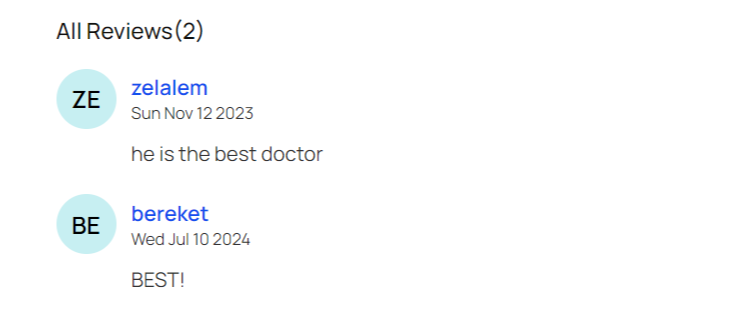 All Reviews(2)
ZE
zelalem
Sun Nov 12 2023
he is the best doctor
BE
bereket
Wed Jul 10 2024
BEST!